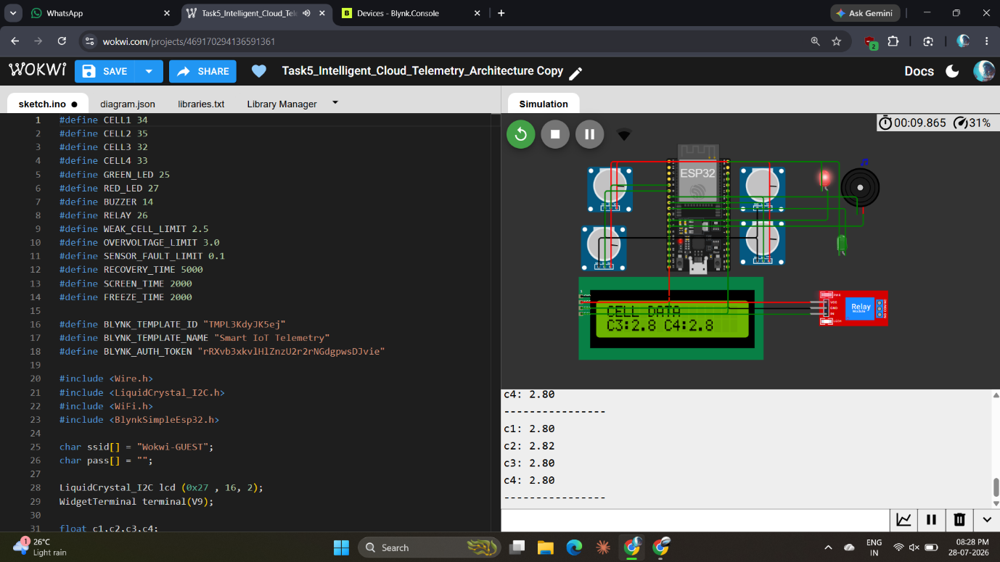 WhatsApp
Task5_Intelligent_Cloud_Tel
Devices - Blynk.Console
Ask Gemini
wokwi.com/projects/469170294136591361
2
WOKWI
SAVE
SHARE
Task5_Intelligent_Cloud_Telemetry_Architecture Copy
Docs
sketch.ino
diagram.json
libraries.txt
Library Manager
Simulation
1 #define CELL1 34
2 #define CELL2 35
3 #define CELL3 32
4 #define CELL4 33
5 #define GREEN_LED 25
6 #define RED_LED 27
7 #define BUZZER 14
8 #define RELAY 26
9 #define WEAK_CELL_LIMIT 2.5
10 #define OVERVOLTAGE_LIMIT 3.0
11 #define SENSOR_FAULT_LIMIT 0.1
12 #define RECOVERY_TIME 5000
13 #define SCREEN_TIME 2000
14 #define FREEZE_TIME 2000
15
16 #define BLYNK_TEMPLATE_ID "TMPL3KdyJK5ej"
17 #define BLYNK_TEMPLATE_NAME "Smart IoT Telemetry"
18 #define BLYNK_AUTH_TOKEN "rRXvb3xkvlHlZnzU2r2rNGdgpwsDJvie"
19
20 #include <Wire.h>
21 #include <LiquidCrystal_I2C.h>
22 #include <WiFi.h>
23 #include <BlynkSimpleEsp32.h>
24
25 char ssid[] = "Wokwi-GUEST";
26 char pass[] = "";
27
28 LiquidCrystal_I2C lcd (0x27 , 16, 2);
29 WidgetTerminal terminal(V9);
30
31 float c1,c2,c3,c4;
00:09.865 31%
ESP32
CELL DATA
C3:2.8 C4:2.8
PWR
VCC
GND
IN
Relay
Module
c4: 2.80
----------------
c1: 2.80
c2: 2.82
c3: 2.80
c4: 2.80
----------------
1
26°C
Light rain
Search
ENG
IN
08:28 PM
28-07-2026